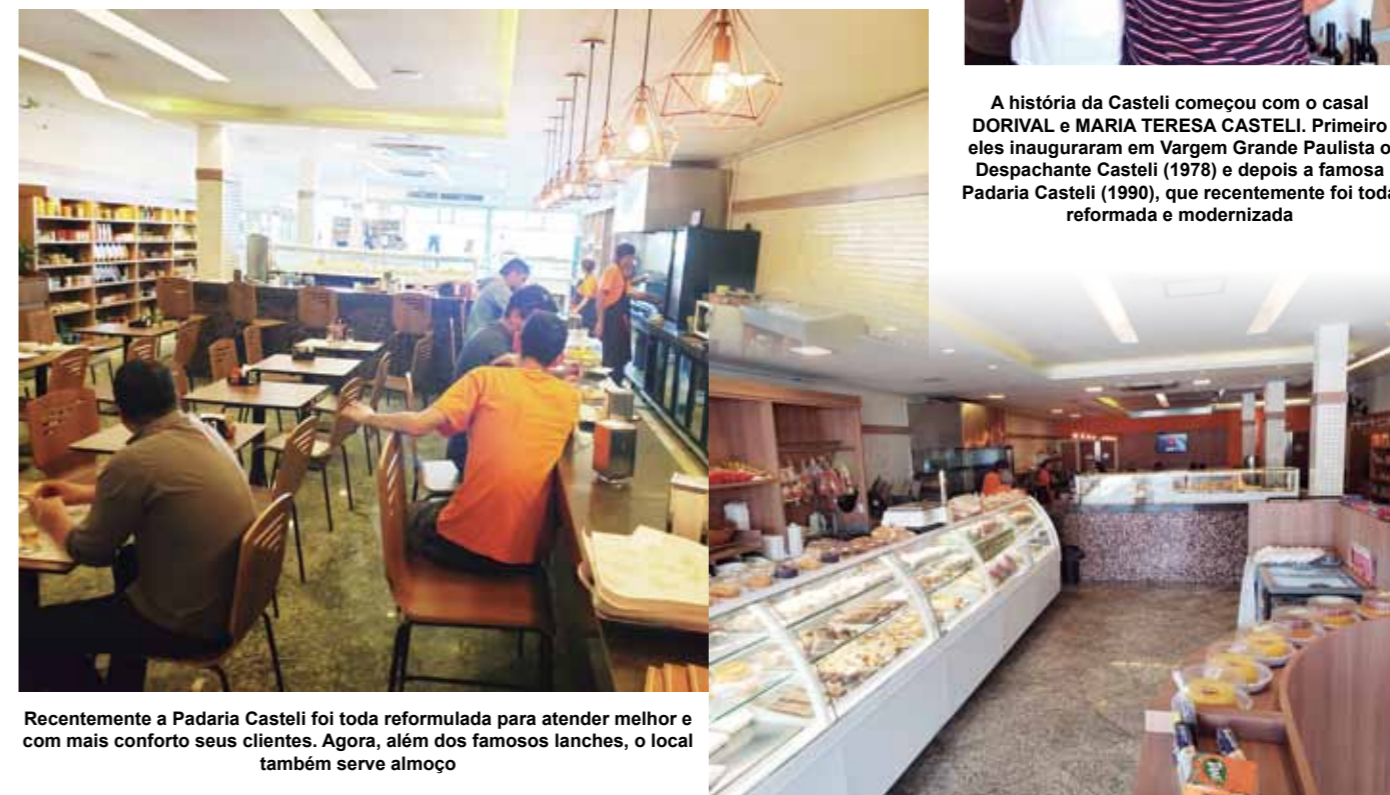 A história da Casteli começou com o casal
DORIVAL e MARIA TERESA CASTELI. Primeiro
eles inauguraram em Vargem Grande Paulista o
Despachante Casteli (1978) e depois a famosa
Padaria Casteli (1990), que recentemente foi toda
reformada e modernizada
Recentemente a Padaria Casteli foi toda reformulada para atender melhor e
com mais conforto seus clientes. Agora, além dos famosos lanches, o local
também serve almoço